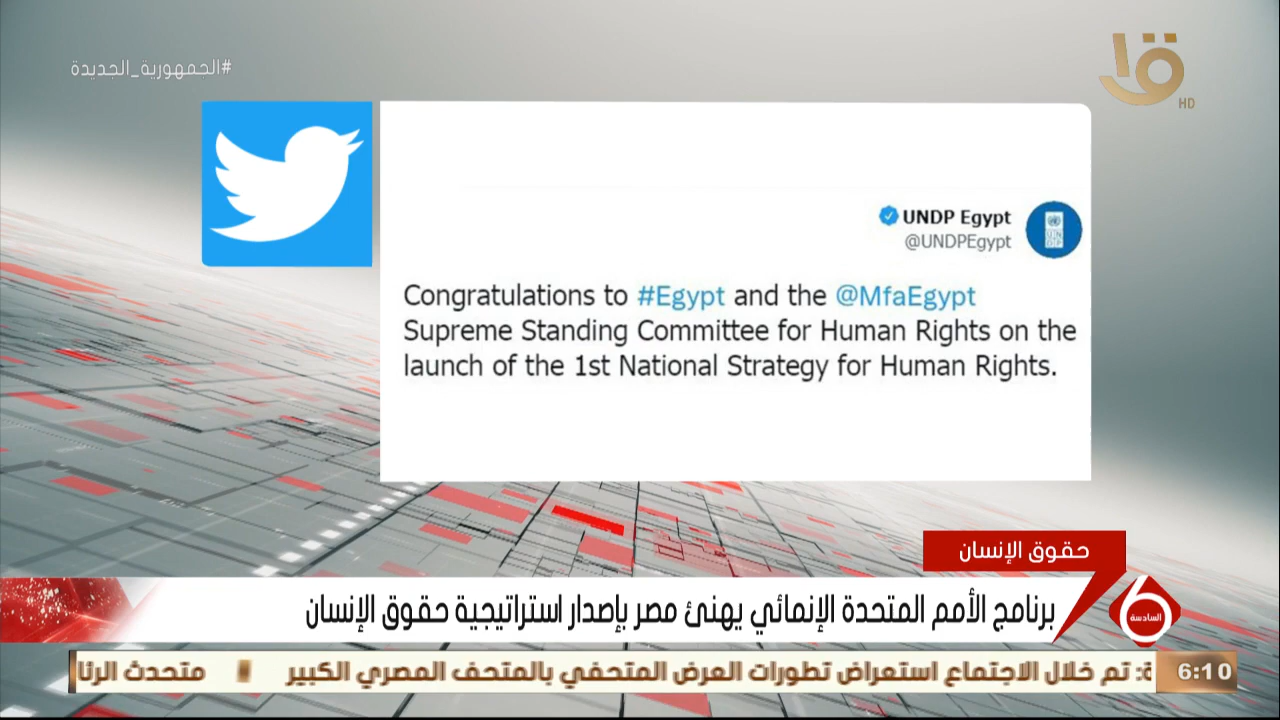 #الجمهورية_الجديدة
HD
UNDP Egypt
@UNDPEgypt
Congratulations to #Egypt and the @MfaEgypt
Supreme Standing Committee for Human Rights on the
launch of the 1st National Strategy for Human Rights.
حقوق الإنسان
السادسة
برنامج الأمم المتحدة الإنمائي يهنئ مصر بإصدار استراتيجية حقوق الإنسان
ة: تم خلال الاجتماع استعراض تطورات العرض المتحفي بالمتحف المصري الكبير متحدث الرئا
6:10